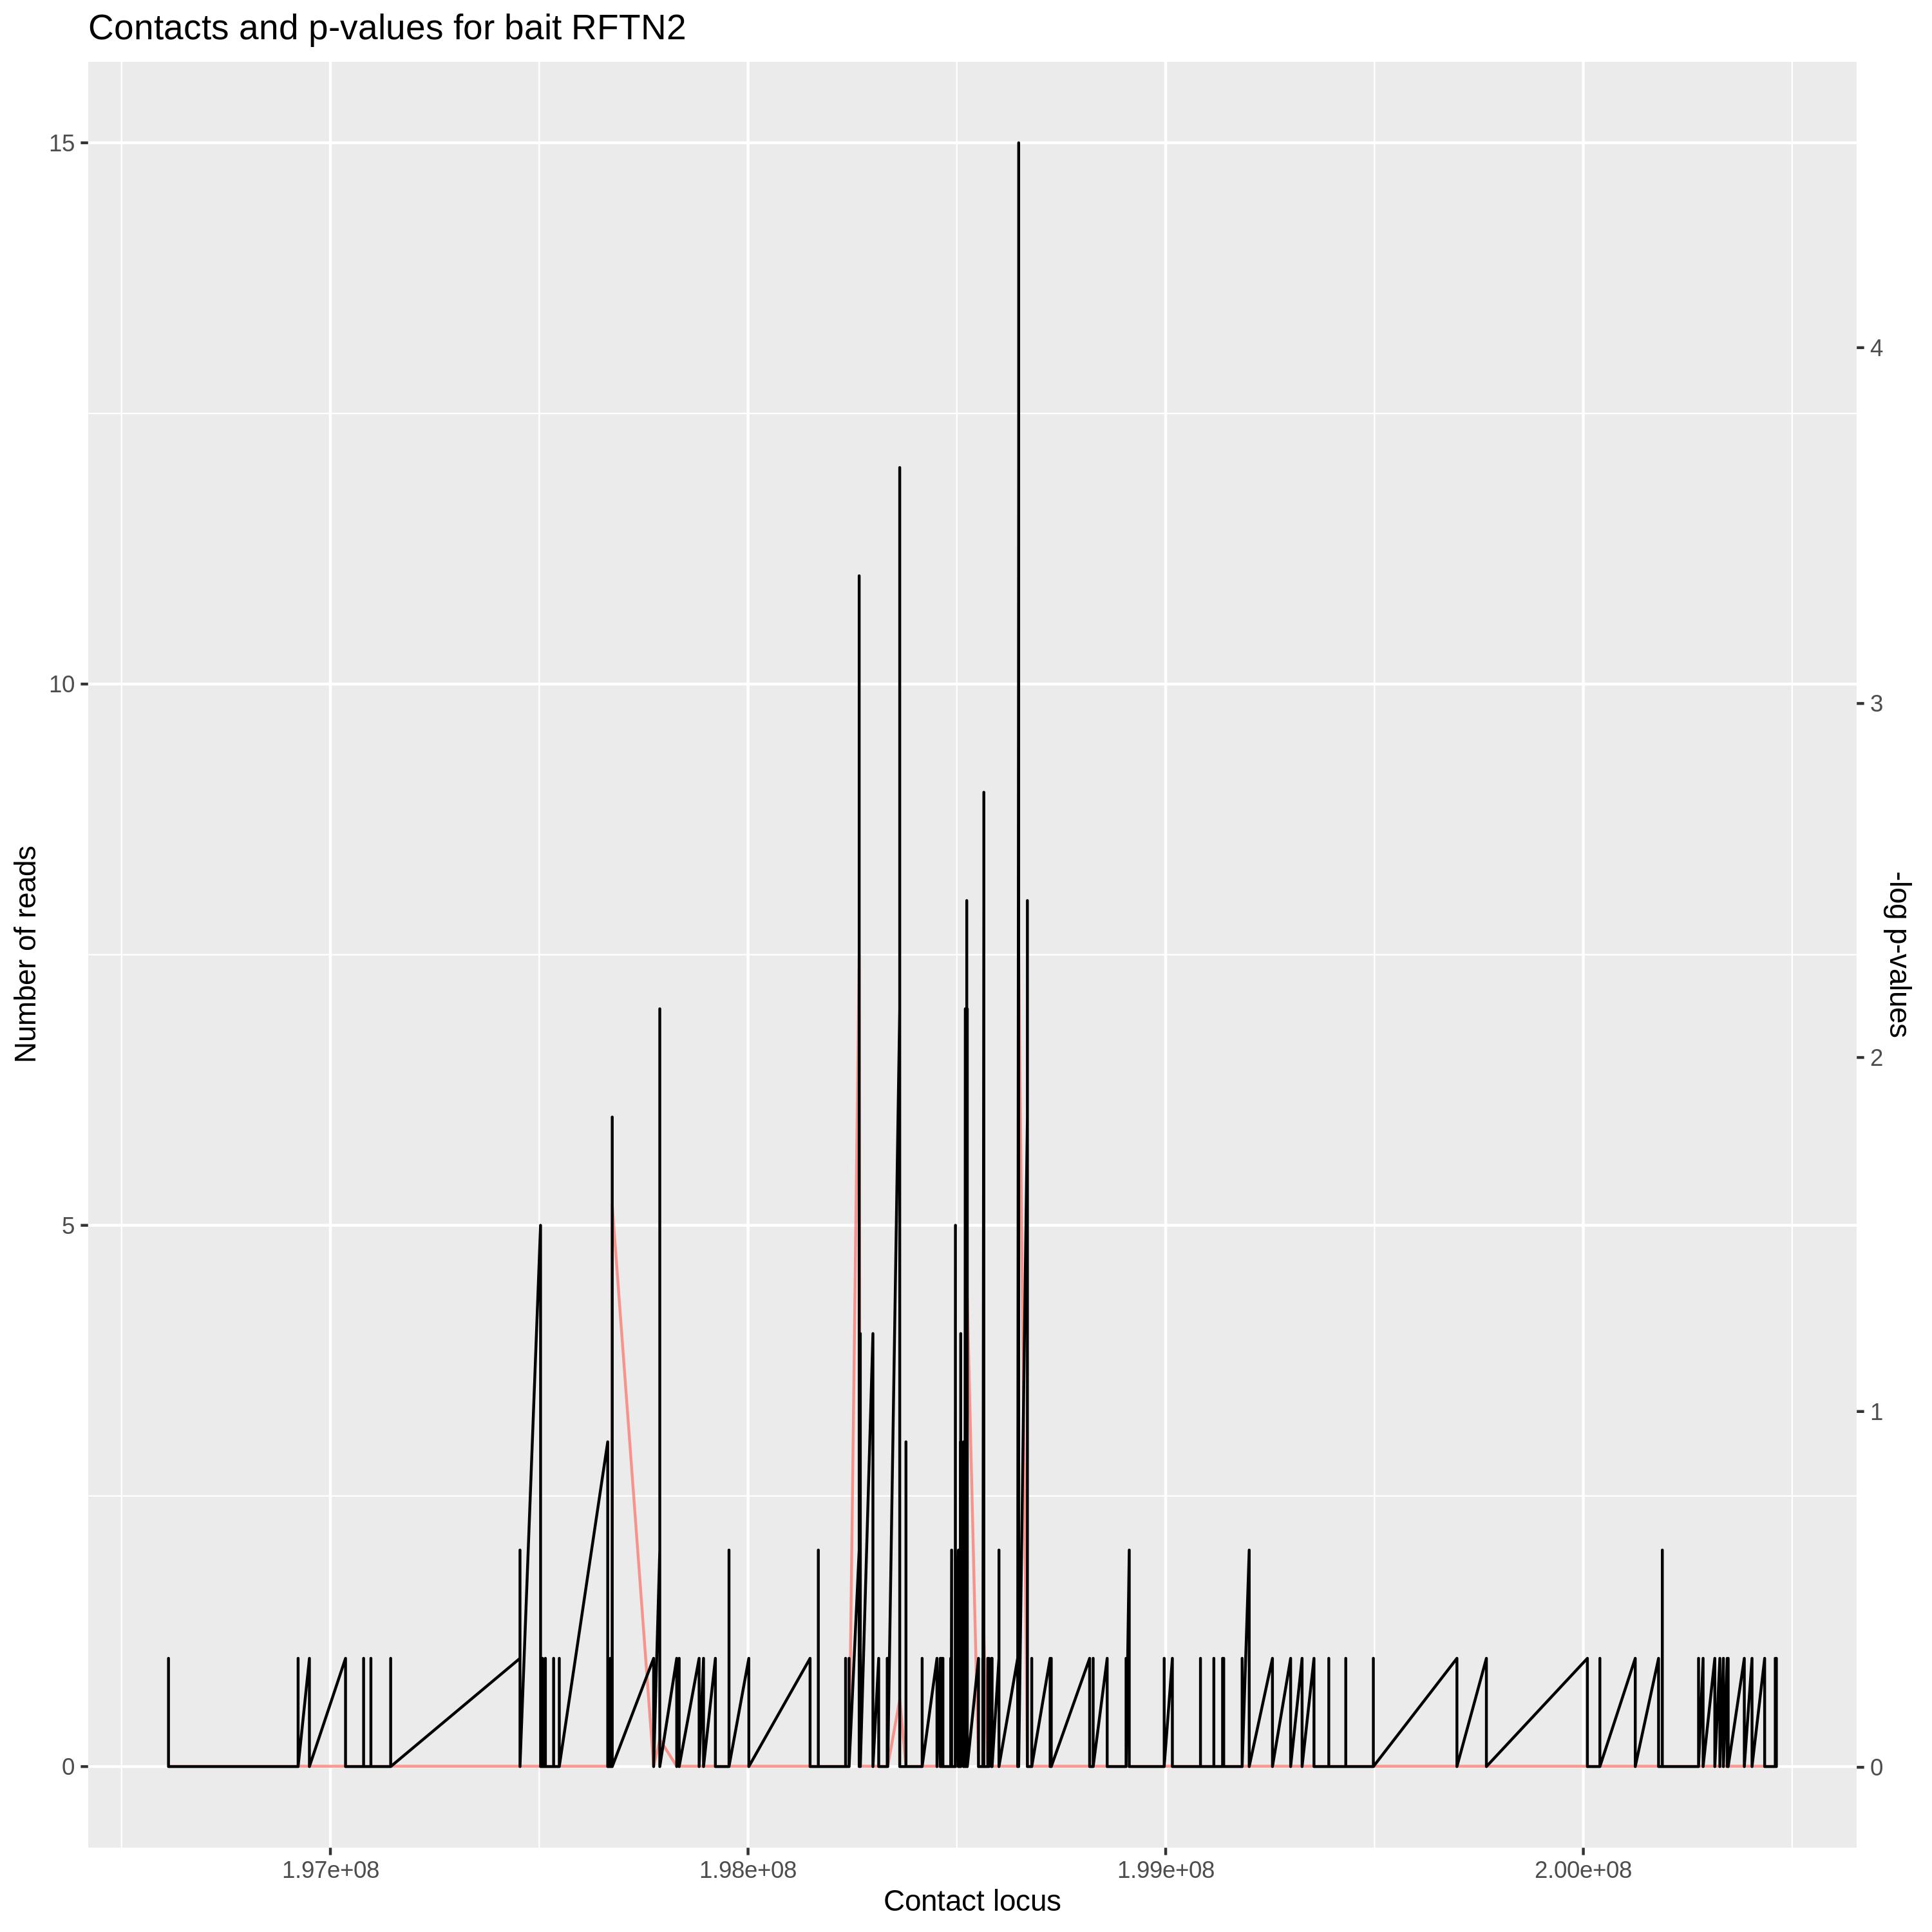 Contacts and p-values for bait RFTN2
15
10
5
0
4
3
2
1
0
Number of reads
-log p-values
1.97e+08
1.98e+08
1.99e+08
2.00e+08
Contact locus